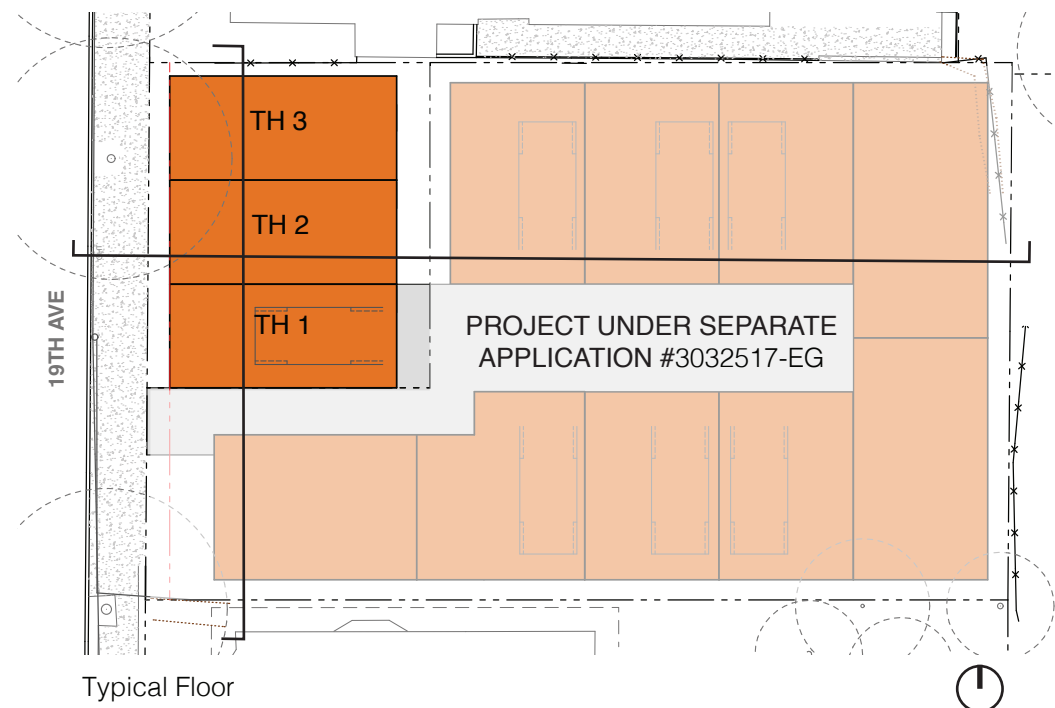 TH 3
TH 2
TH 1
PROJECT UNDER SEPARATE
APPLICATION #3032517-EG
19TH AVE
Typical Floor